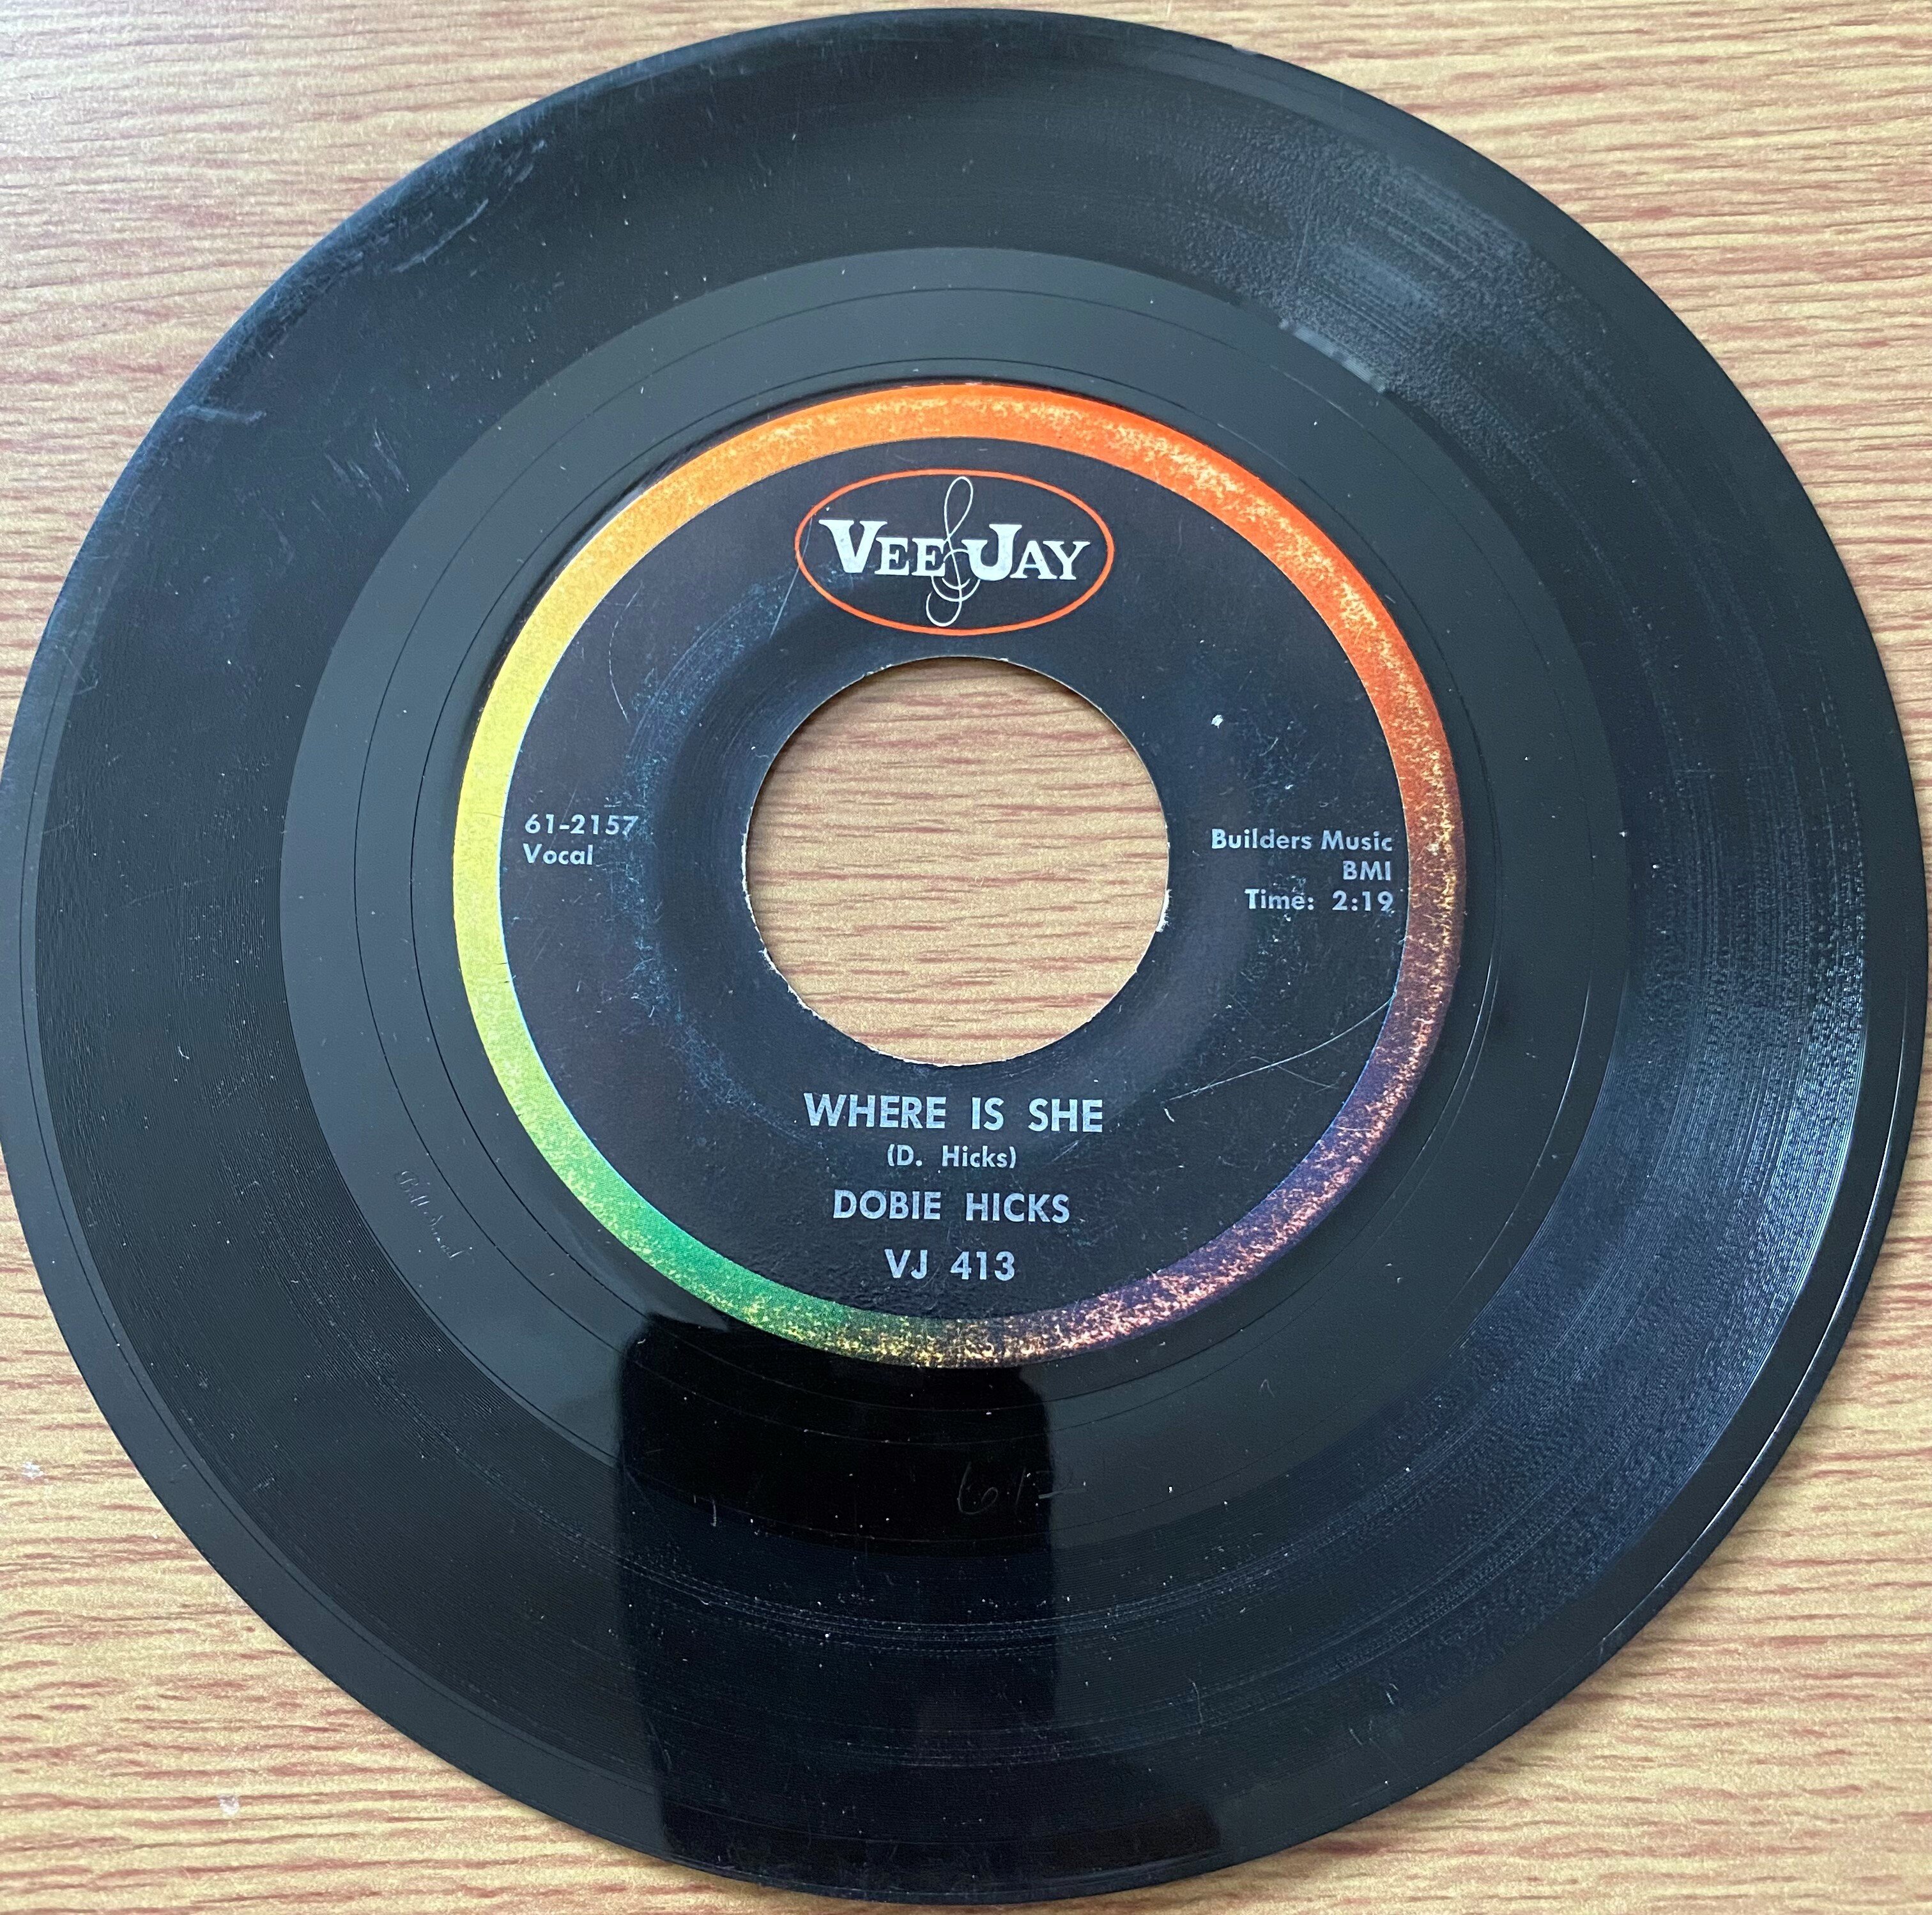 VEE JAY
61-2157
Vocal
Builders Music
BMI
Time: 2:19
WHERE IS SHE
(D. Hicks)
DOBIE HICKS
VJ 413